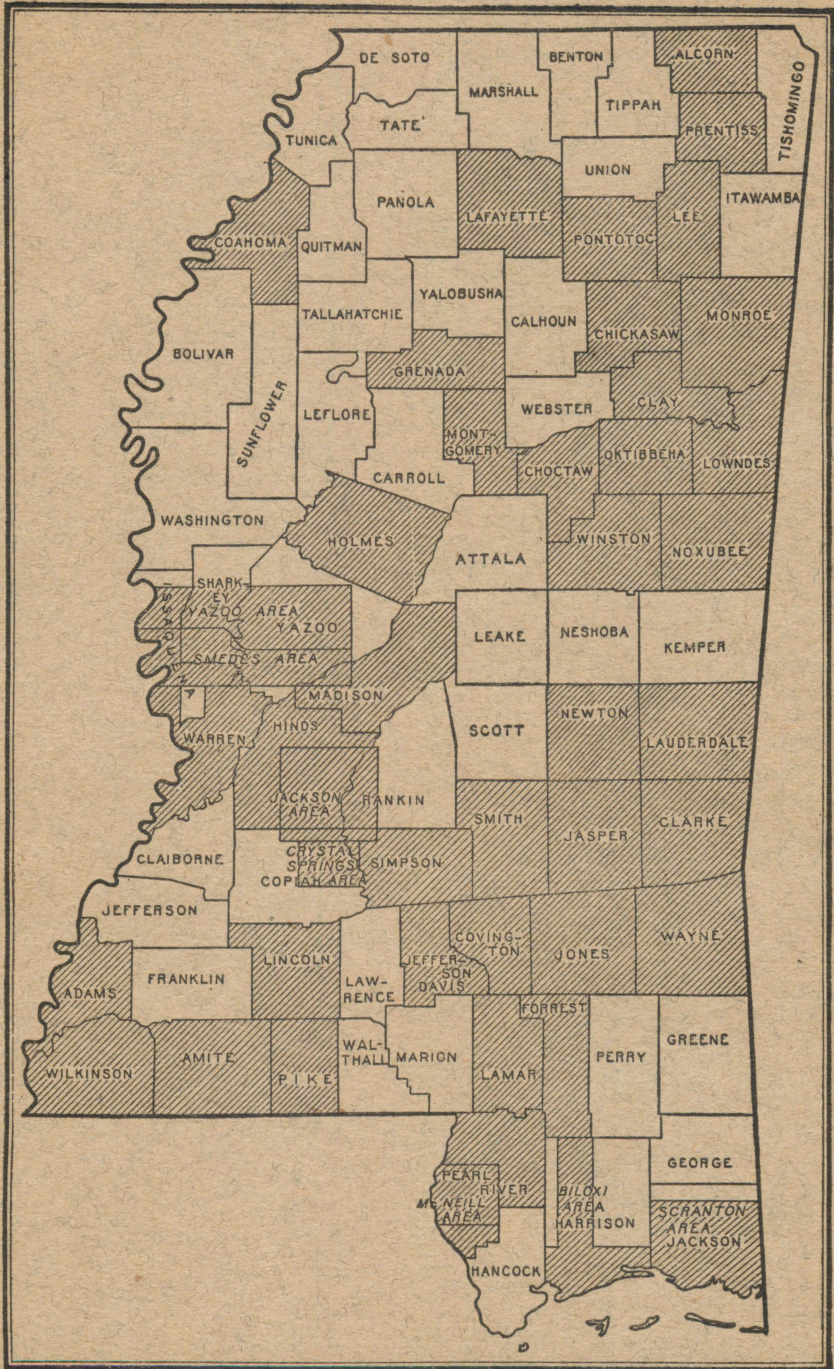 DE SOTO
BENTON
ALCORN
MARSHALL
TIPPAH
TISHOMINGO
TATE
TUNICA
PRENTISS
UNION
PANOLA
ITAWAMBA
LAFAYETTE
LEE
PONTOTOC
COAHOMA
QUITMAN
YALOBUSHA
TALLAHATCHIE
CALHOUN
MONROE
CHICKASAW
BOLIVAR
GRENADA
SUNFLOWER
LEFLORE
WEBSTER
CLAY
MONT-
GOMERY
CARROLL
CHOCTAW
OKTIBBEHA
LOWNDES
WASHINGTON
HOLMES
ATTALA
WINSTON
NOXUBEE
SHARK-
EY
ISSAQUENA
YAZOO AREA
YAZOO
SMEDES AREA
LEAKE
NESHOBA
KEMPER
MADISON
HINDS
WARREN
SCOTT
NEWTON
LAUDERDALE
JACKSON
AREA
RANKIN
SMITH
JASPER
CLARKE
CLAIBORNE
CRYSTAL
SPRINGS
AREA
COPIAH
SIMPSON
JEFFERSON
COVING-
TON
JONES
WAYNE
LINCOLN
JEFFER-
SON
DAVIS
FRANKLIN
ADAMS
LAW-
RENCE
FORREST
GREENE
PERRY
WAL-
THALL
MARION
AMITE
WILKINSON
PIKE
LAMAR
GEORGE
PEARL
RIVER
MCNEILL
AREA
BILOXI
AREA
HARRISON
SCRANTON
AREA
JACKSON
HANCOCK